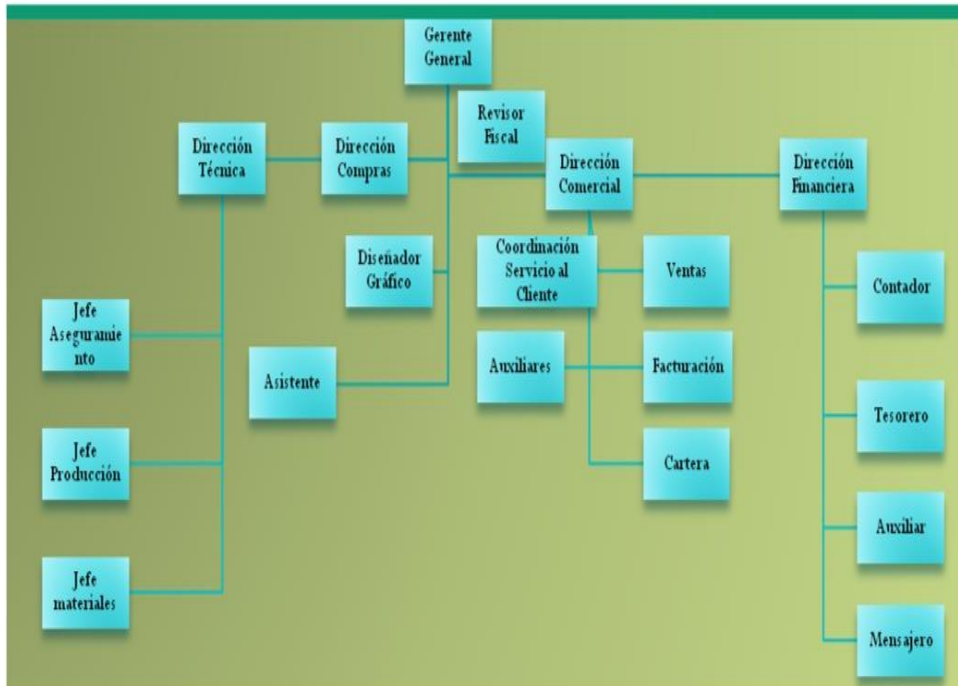 Gerente
General
Revisor
Fiscal
Dirección
Técnica
Dirección
Compras
Dirección
Comercial
Dirección
Financiera
Diseñador
Gráfico
Coordinación
Servicio al
Cliente
Ventas
Contador
Jefe
Aseguramie
nto
Asistente
Auxiliares
Facturación
Tesorero
Jefe
Producción
Cartera
Auxiliar
Jefe
materiales
Mensajero